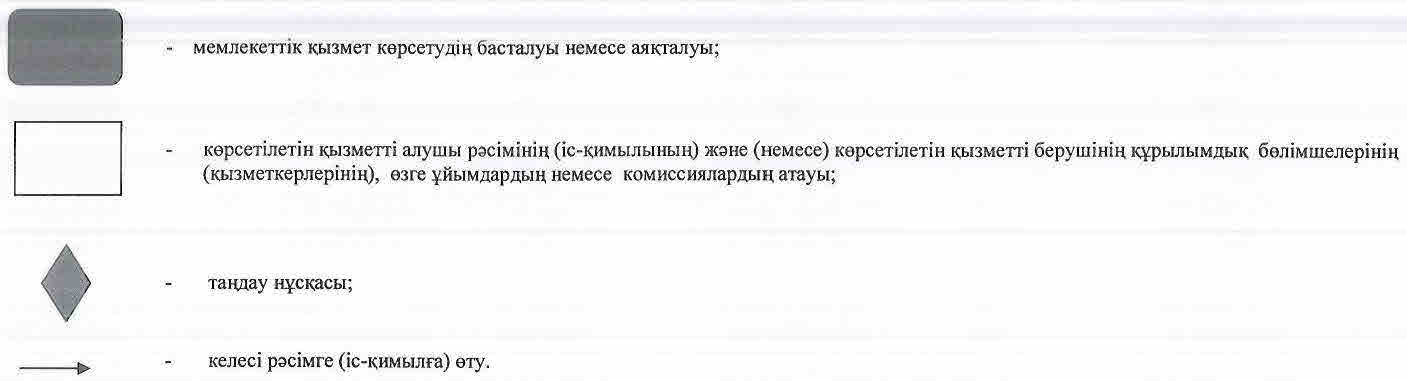 - мемлекеттік қызмет көрсетудің басталуы немесе аяқталуы;
- көрсетілетін қызметті алушы рәсімінің (іс-қимылының) және (немесе) көрсетілетін қызметті берушінің құрылымдық бөлімшелерінің
(қызметкерлерінің), өзге ұйымдардың немесе комиссиялардың атауы;
- таңдау нұсқасы;
- келесі рәсімге (іс-қимылға) өту.